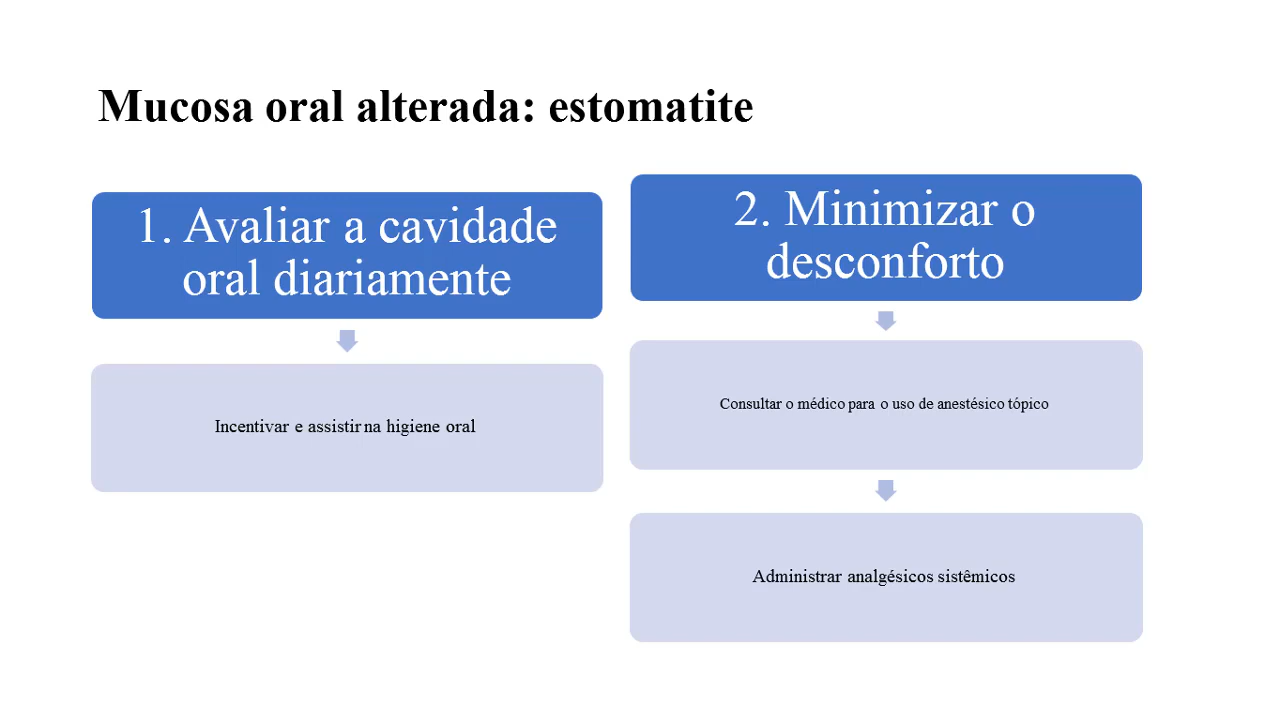 Mucosa oral alterada: estomatite
1. Avaliar a cavidade
oral diariamente
Incentivar e assistir na higiene oral
2. Minimizar o
desconforto
Consultar o médico para o uso de anestésico tópico
Administrar analgésicos sistêmicos